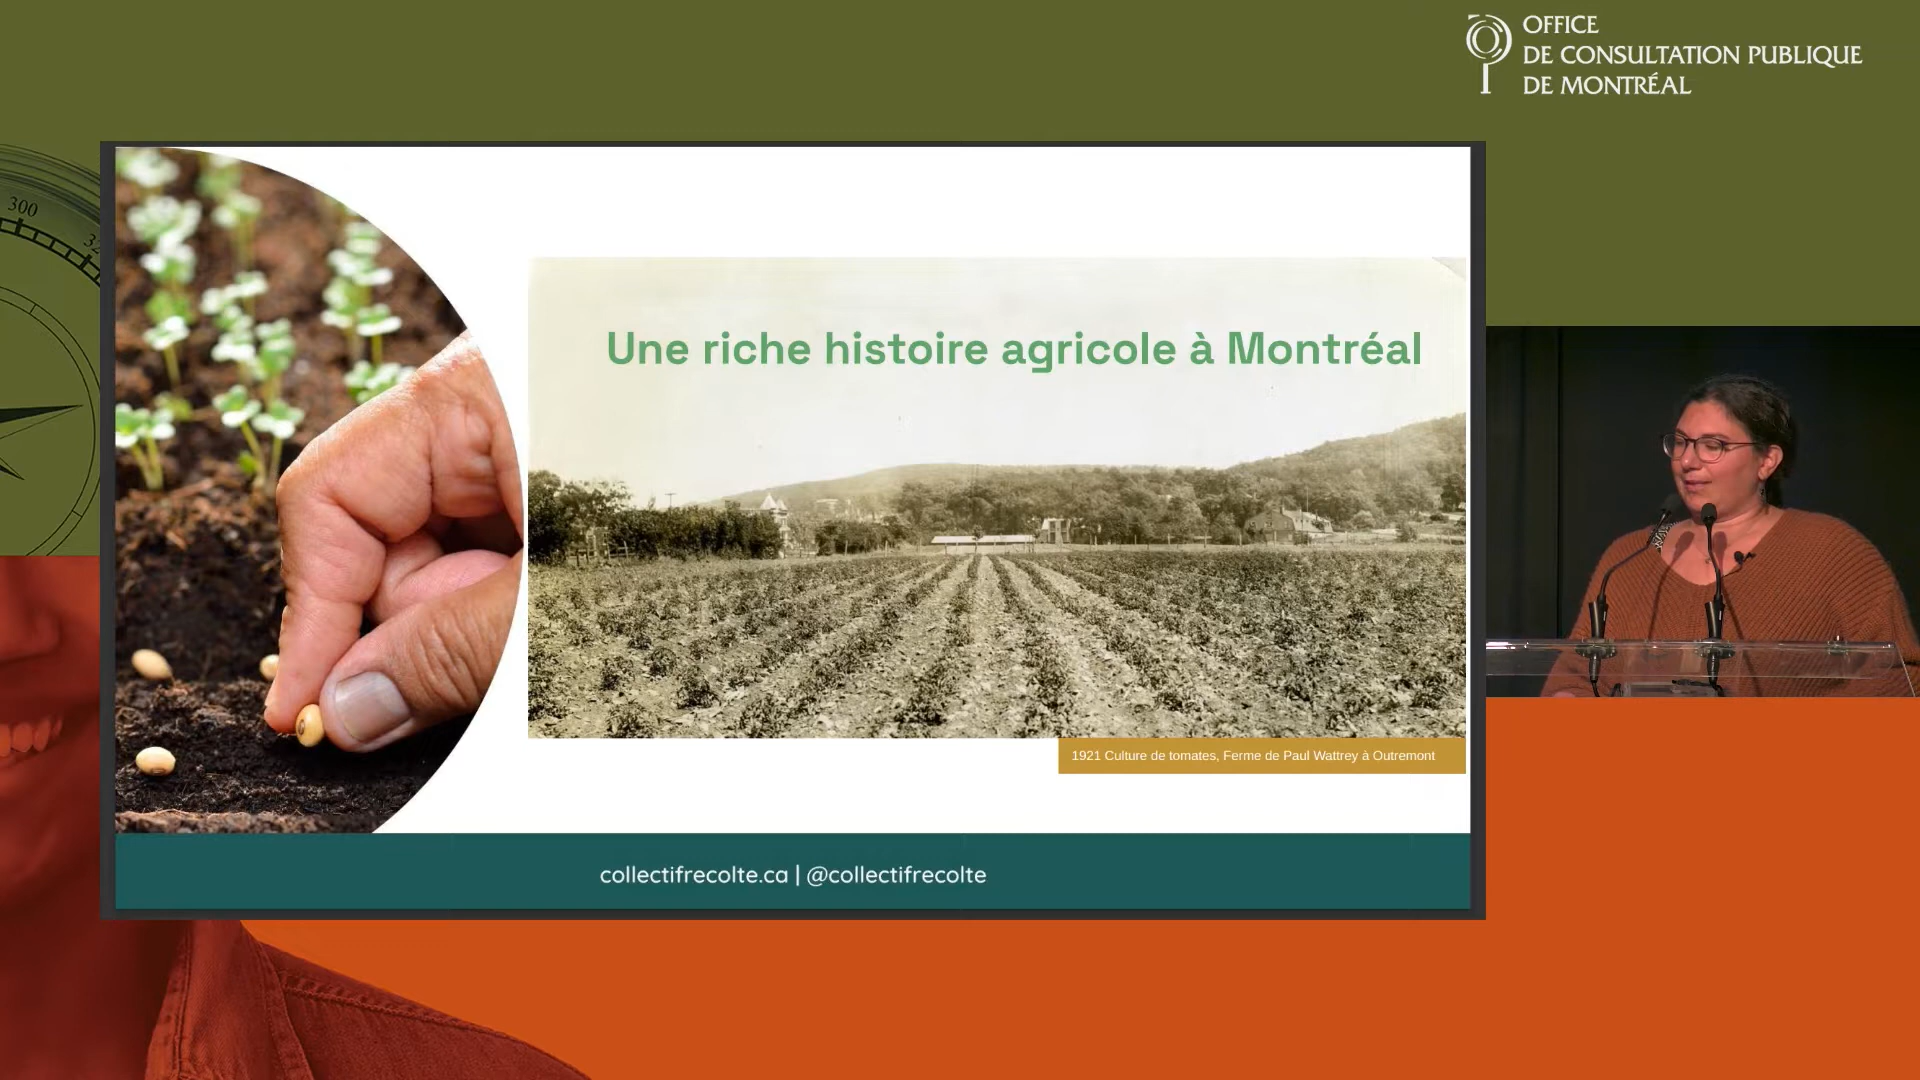 OFFICE
DE CONSULTATION PUBLIQUE
DE MONTRÉAL
300
Une riche histoire agricole à Montréal
1921 Culture de tomates, Ferme de Paul Wattrey à Outremont
collectifrecolte.ca | @collectifrecolte